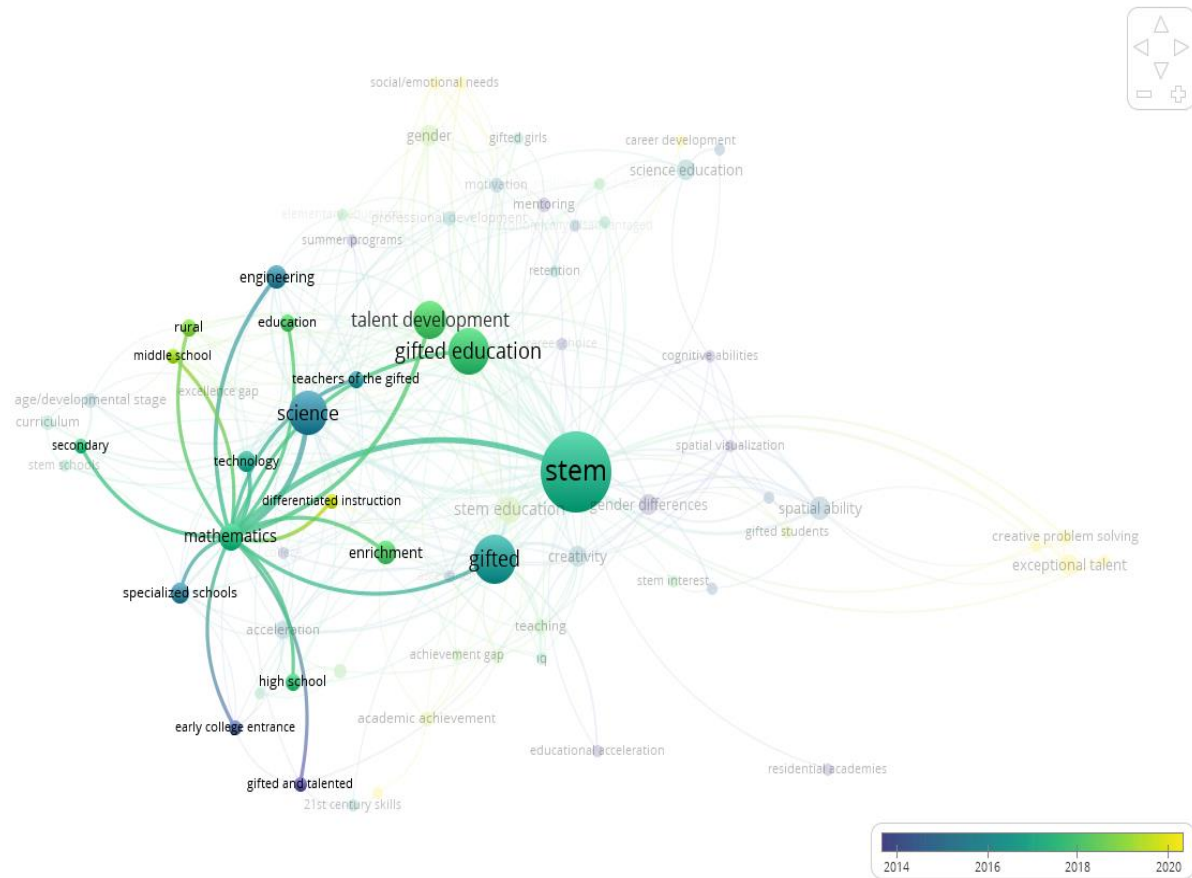 social/emotional needs
gender
gifted girls
career development
science education
motivation
mentoring
professional development
summer programs
retention
engineering
talent development
rural
education
gifted education
middle school
cognitive abilities
teachers of the gifted
excellence gap
age/developmental stage
science
curriculum
secondary
spatial visualization
technology
stem schools
stem
differentiated instruction
stem education
gender differences
spatial ability
gifted students
mathematics
creative problem solving
enrichment
gifted
creativity
exceptional talent
stem interest
specialized schools
teaching
acceleration
achievement gap
iq
high school
academic achievement
early college entrance
educational acceleration
residential academies
gifted and talented
21st century skills
2014
2016
2018
2020